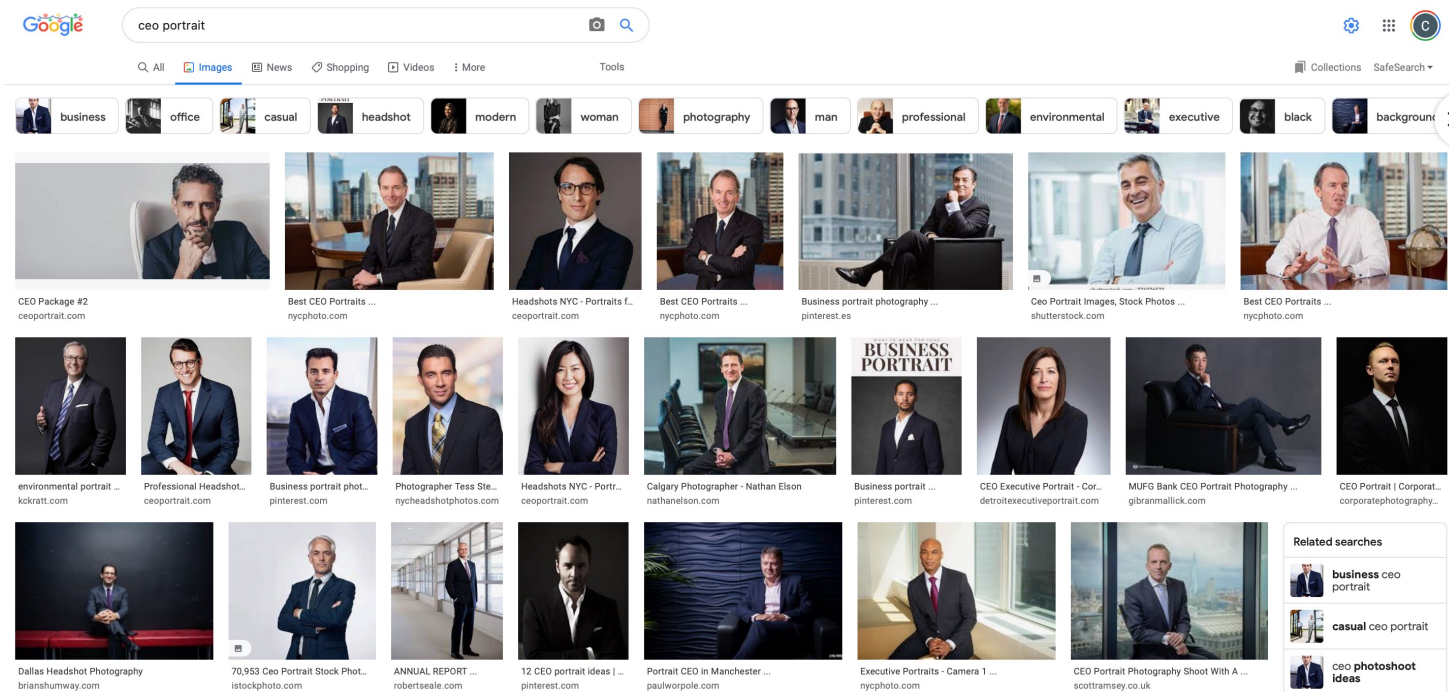 Google
ceo portrait
All
Images
News
Shopping
Videos
More
Tools
Collections
SafeSearch
C
business
office
casual
headshot
modern
woman
photography
man
professional
environmental
executive
black
background
CEO Package #2
ceoportrait.com
Best CEO Portraits ...
nycphoto.com
Headshots NYC - Portraits f...
ceoportrait.com
Best CEO Portraits ...
nycphoto.com
Business portrait photography ...
pinterest.es
Ceo Portrait Images, Stock Photos ...
shutterstock.com
Best CEO Portraits ...
nycphoto.com
BUSINESS
PORTRAIT
environmental portrait ...
kckratt.com
Professional Headshot...
ceoportrait.com
Business portrait phot...
pinterest.com
Photographer Tess Ste...
nycheadshotphotos.com
Headshots NYC - Portr...
ceoportrait.com
Calgary Photographer - Nathan Elson
nathanelson.com
Business portrait ...
pinterest.com
CEO Executive Portrait - Cor...
detroitexecutiveportrait.com
MUFG Bank CEO Portrait Photography ...
gibranmallick.com
CEO Portrait | Corporat...
corporatephotography...
Dallas Headshot Photography
brianshumway.com
70,953 Ceo Portrait Stock Phot...
istockphoto.com
ANNUAL REPORT ...
robertseale.com
12 CEO portrait ideas | ...
pinterest.com
Portrait CEO in Manchester ...
paulworpole.com
Executive Portraits - Camera 1 ...
nycphoto.com
CEO Portrait Photography Shoot With A ...
scottramsey.co.uk
Related searches
business ceo
portrait
casual ceo portrait
ceo photoshoot
ideas